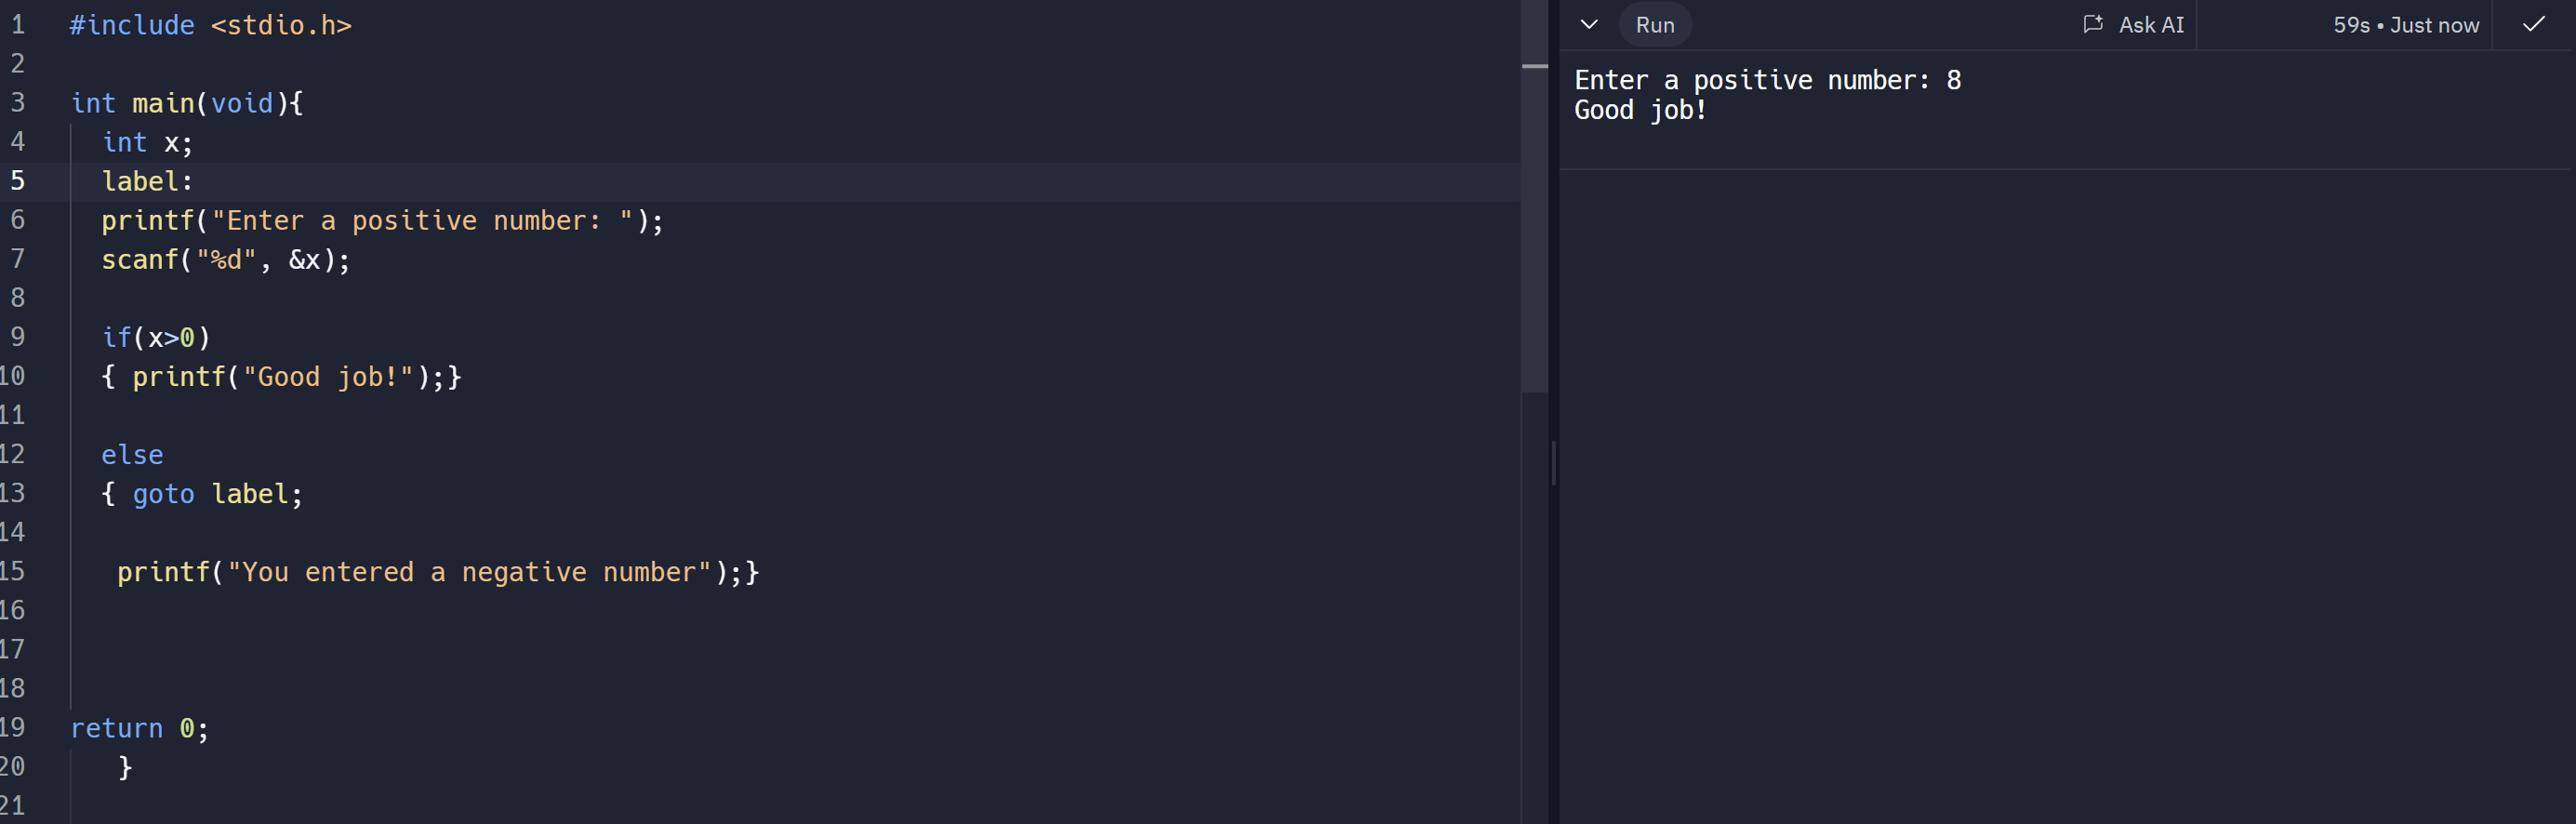 1 #include <stdio.h>
2
3 int main(void){
4 int x;
5 label:
6 printf("Enter a positive number: ");
7 scanf("%d", &x);
8
9 if(x>0)
10 { printf("Good job!");}
11
12 else
13 { goto label;
14
15 printf("You entered a negative number");}
16
17
18
19 return 0;
20 }
21
Run Ask AI 59s • Just now
Enter a positive number: 8
Good job!